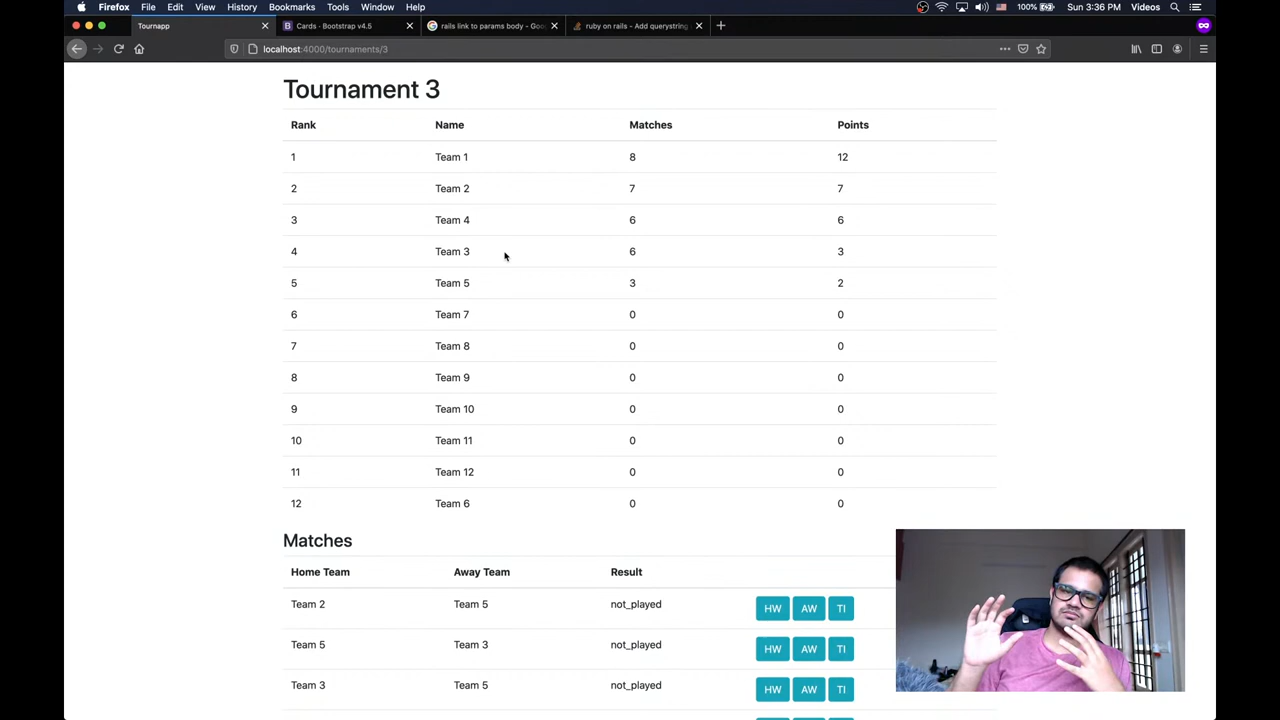 Firefox File Edit View History Bookmarks Tools Window Help 100% Sun 3:36 PM Videos
Tournapp Cards · Bootstrap v4.5 rails link to params body - Goo ruby on rails - Add querystring
localhost:4000/tournaments/3
Tournament 3
Rank Name Matches Points
1 Team 1 8 12
2 Team 2 7 7
3 Team 4 6 6
4 Team 3 6 3
5 Team 5 3 2
6 Team 7 0 0
7 Team 8 0 0
8 Team 9 0 0
9 Team 10 0 0
10 Team 11 0 0
11 Team 12 0 0
12 Team 6 0 0
Matches
Home Team Away Team Result
Team 2 Team 5 not_played HW AW TI
Team 5 Team 3 not_played HW AW TI
Team 3 Team 5 not_played HW AW TI